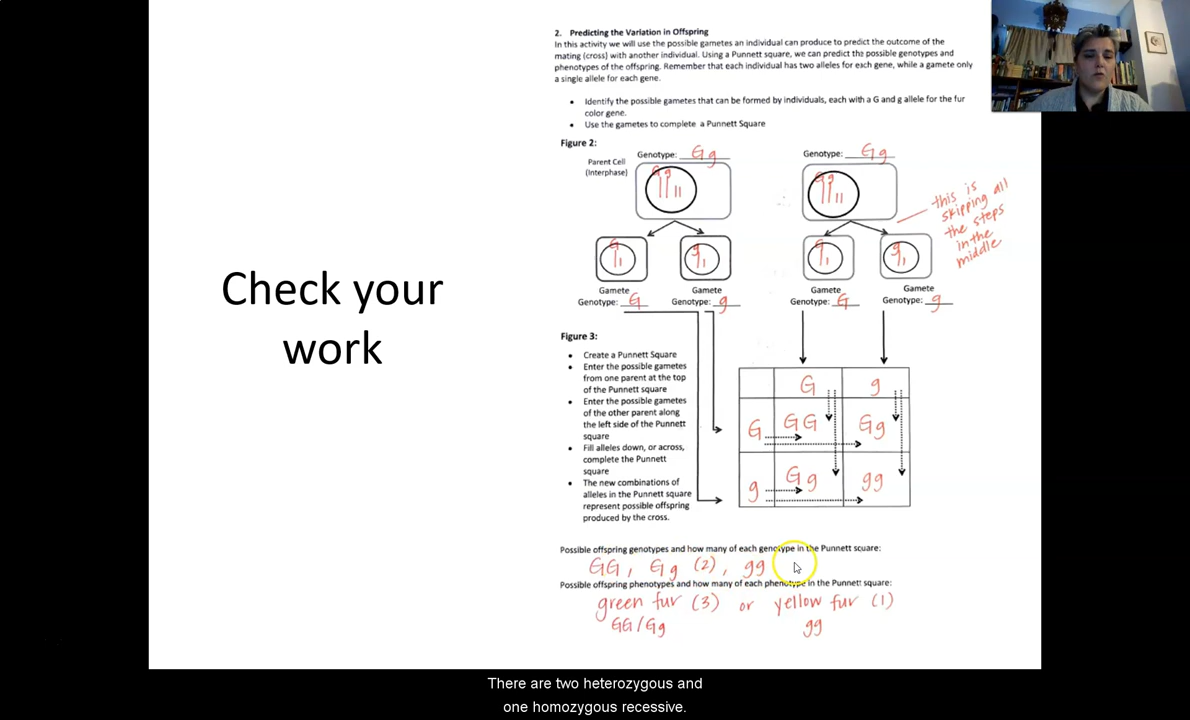 Check your
work
2. Predicting the Variation in Offspring
In this activity we will use the possible gametes an individual can produce to predict the outcome of the
mating (cross) with another individual. Using a Punnett square, we can predict the possible genotypes and
phenotypes of the offspring. Remember that each individual has two alleles for each gene, while a gamete only
a single allele for each gene.
• Identify the possible gametes that can be formed by individuals, each with a G and g allele for the fur
color gene.
• Use the gametes to complete a Punnett Square
Figure 2:
Parent Cell
(Interphase)
Genotype: Gg
Genotype: Gg
G g
G g
this is
skipping all
the steps
in the
middle
G
g
G
g
Gamete
Genotype: G
Gamete
Genotype: g
Gamete
Genotype: G
Gamete
Genotype: g
Figure 3:
• Create a Punnett Square
• Enter the possible gametes
from one parent at the top
of the Punnett square
• Enter the possible gametes
of the other parent along
the left side of the Punnett
square
• Fill alleles down, or across,
complete the Punnett
square
• The new combinations of
alleles in the Punnett square
represent possible offspring
produced by the cross.
G g
G GG Gg
g Gg gg
Possible offspring genotypes and how many of each genotype in the Punnett square:
GG, Gg (2), gg
Possible offspring phenotypes and how many of each phenotype in the Punnett square:
green fur (3) or yellow fur (1)
GG/Gg gg
There are two heterozygous and
one homozygous recessive.